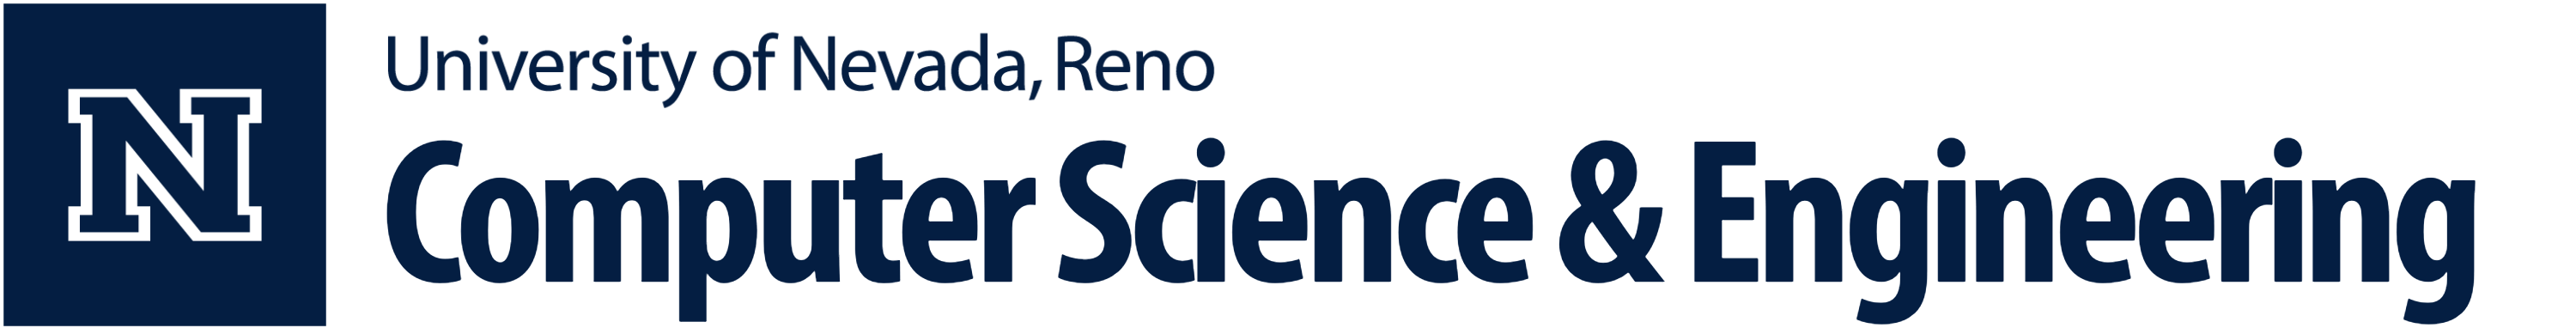 N
University of Nevada, Reno
Computer Science & Engineering